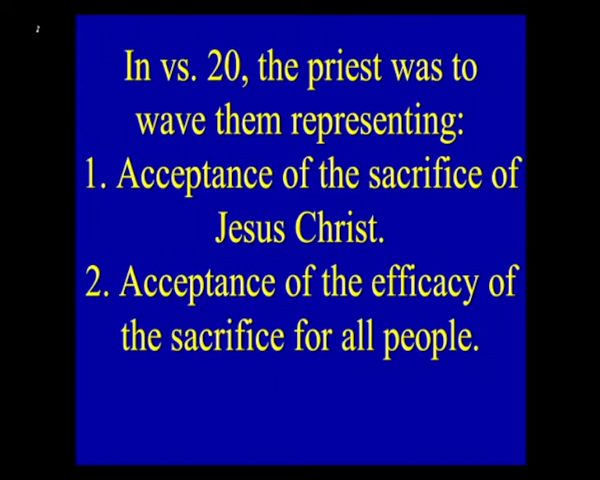 In vs. 20, the priest was to
wave them representing:
1. Acceptance of the sacrifice of
Jesus Christ.
2. Acceptance of the efficacy of
the sacrifice for all people.